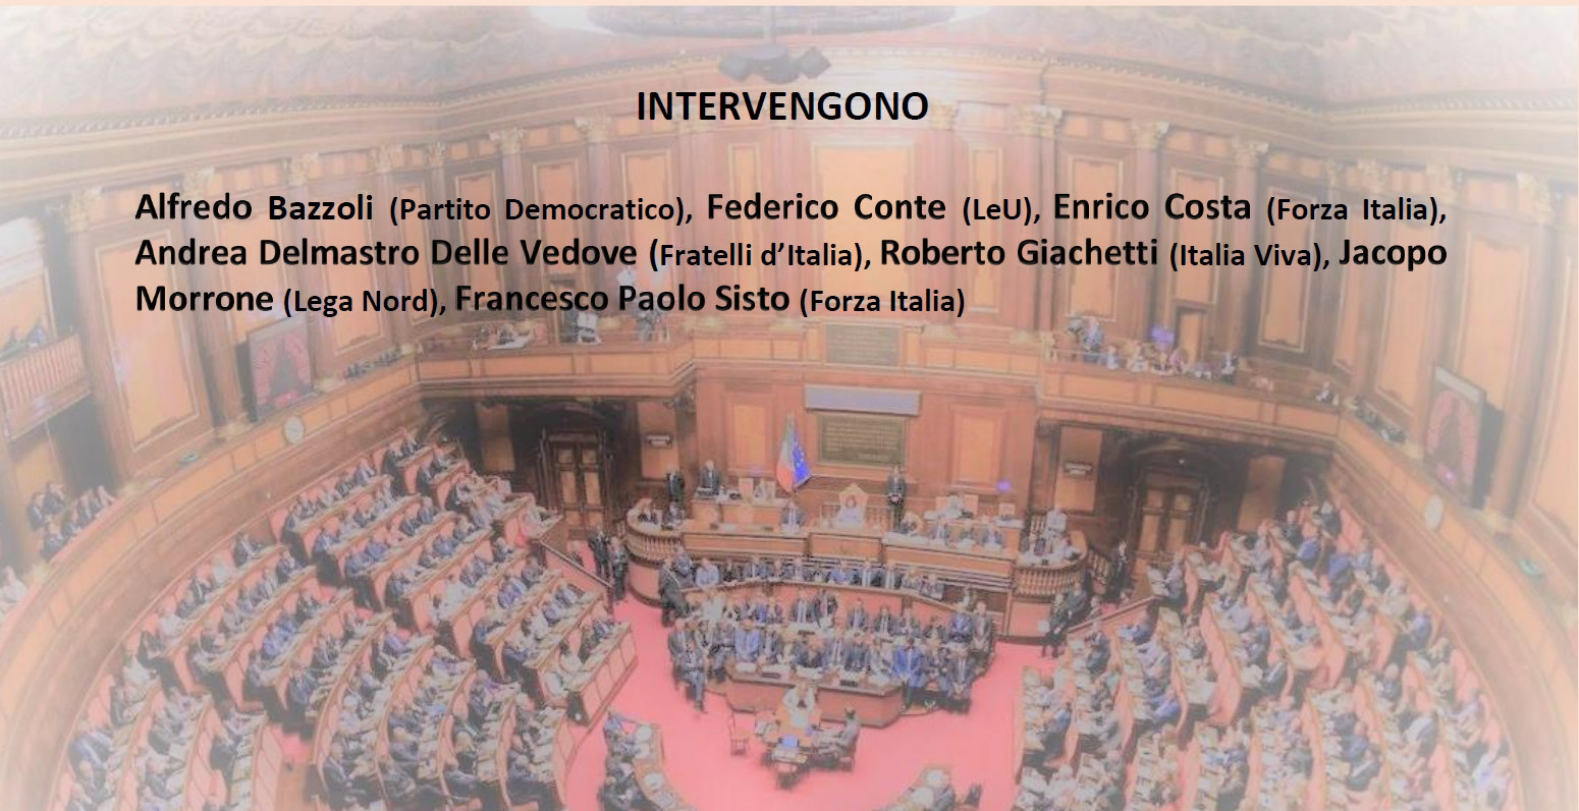 INTERVENGONO
Alfredo Bazzoli (Partito Democratico), Federico Conte (LeU), Enrico Costa (Forza Italia),
Andrea Delmastro Delle Vedove (Fratelli d’Italia), Roberto Giachetti (Italia Viva), Jacopo
Morrone (Lega Nord), Francesco Paolo Sisto (Forza Italia)